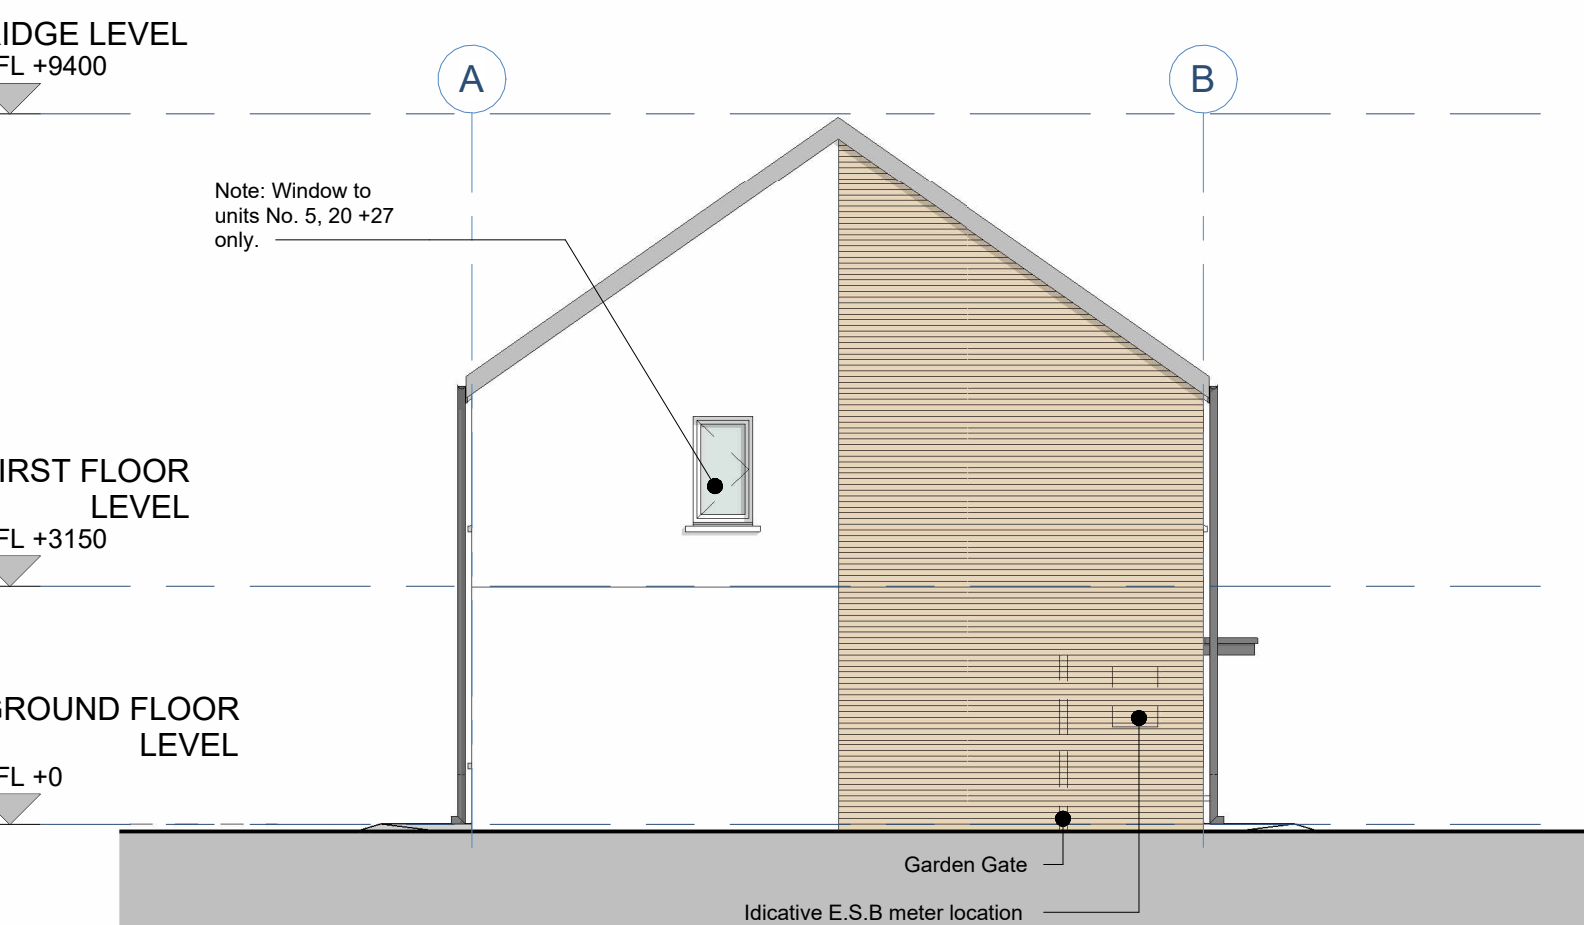 IDGE LEVEL
FL +9400
A
B
Note: Window to
units No. 5, 20 +27
only.
IRST FLOOR
LEVEL
FL +3150
GROUND FLOOR
LEVEL
FL +0
Garden Gate
Idicative E.S.B meter location